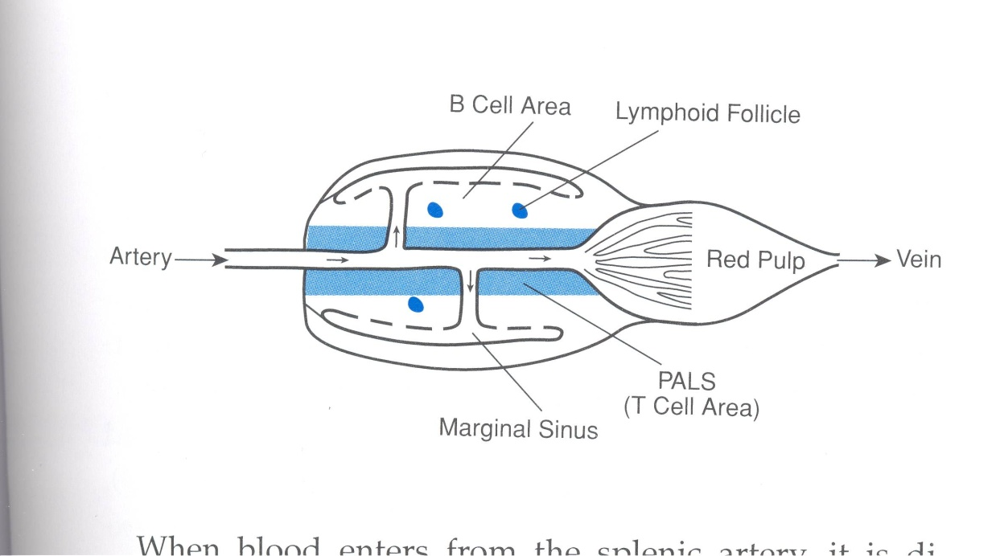 B Cell Area
Lymphoid Follicle
Artery
Red Pulp
Vein
PALS
(T Cell Area)
Marginal Sinus
When blood enters from the splenic artery, it is di-